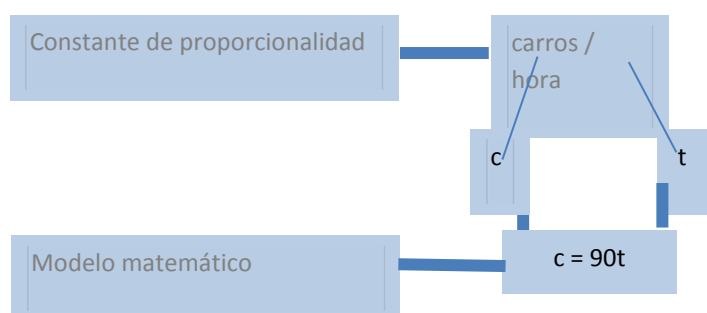 Constante de proporcionalidad
carros /
hora
c
t
Modelo matemático
c = 90t